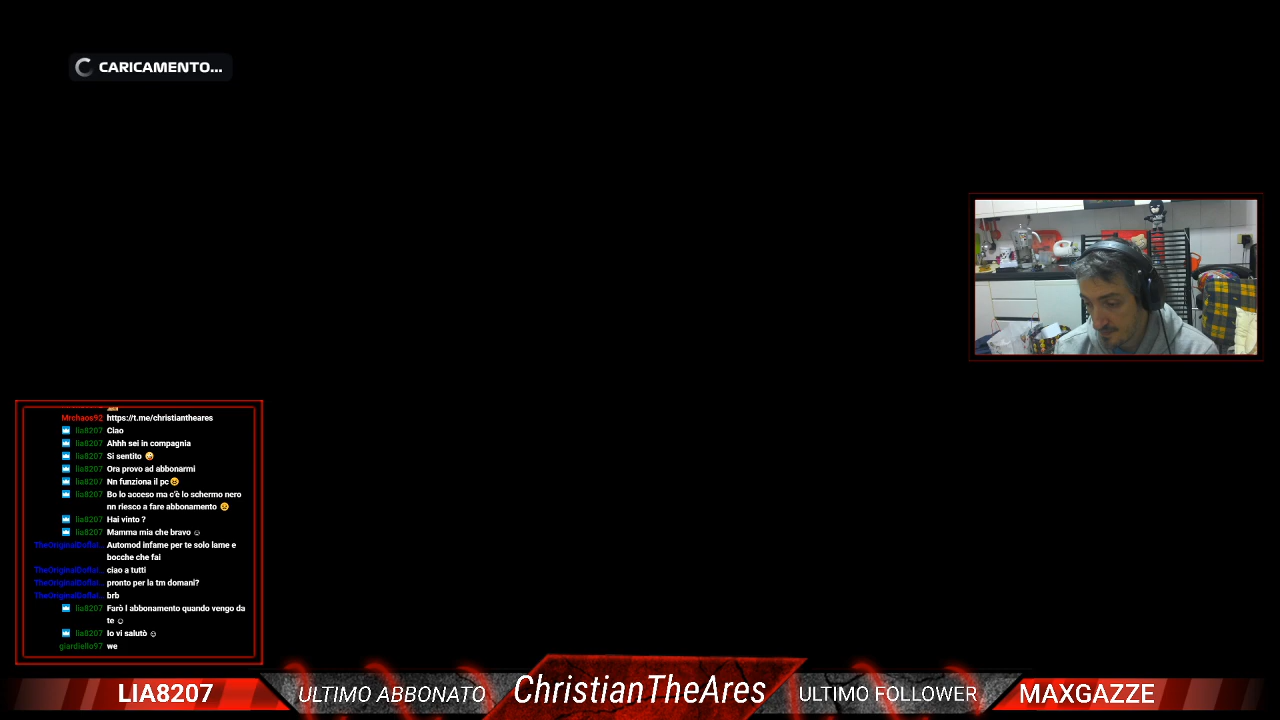 CARICAMENTO...
Mrchaos92 https://t.me/christiantheares
lia8207 Ciao
lia8207 Ahhh sei in compagnia
lia8207 Si sentito
lia8207 Ora provo ad abbonarmi
lia8207 Nn funziona il pc
lia8207 Bo lo acceso ma c'è lo schermo nero
nn riesco a fare abbonamento
lia8207 Hai vinto ?
lia8207 Mamma mia che bravo
TheOriginalDaffal... Automod infame per te solo lame e
bocche che fai
ciao a tutti
pronto per la tm domani?
brb
lia8207 Farò l abbonamento quando vengo da
te
lia8207 Io vi salutò
giardiello97 we
LIA8207
ULTIMO ABBONATO
ChristianTheAres
ULTIMO FOLLOWER
MAXGAZZE